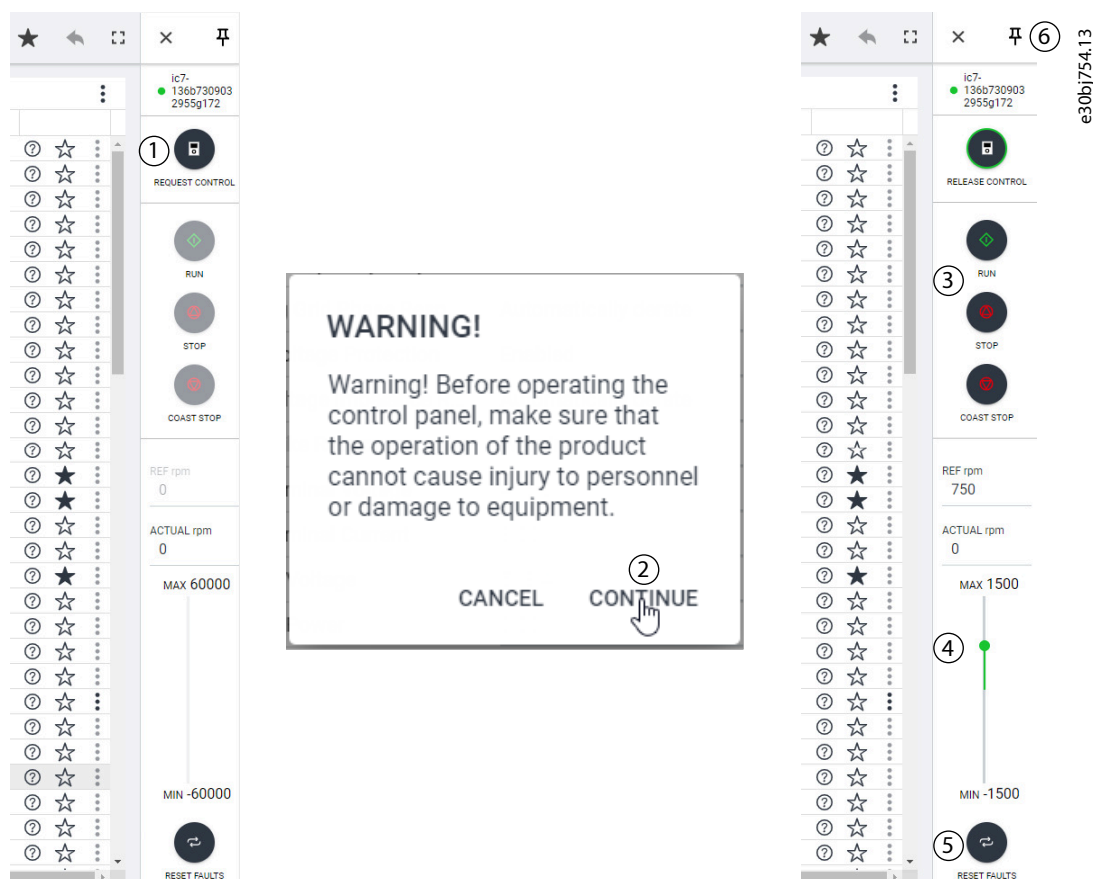 ic7-
136b730903
2955g172
1
REQUEST CONTROL
RUN
STOP
COAST STOP
REF rpm
0
ACTUAL rpm
0
MAX 60000
MIN -60000
RESET FAULTS
WARNING!
Warning! Before operating the
control panel, make sure that
the operation of the product
cannot cause injury to personnel
or damage to equipment.
2
CANCEL CONTINUE
6
ic7-
136b730903
2955g172
RELEASE CONTROL
RUN
3
STOP
COAST STOP
REF rpm
750
ACTUAL rpm
0
MAX 1500
4
MIN -1500
5
RESET FAULTS
e30bj754.13